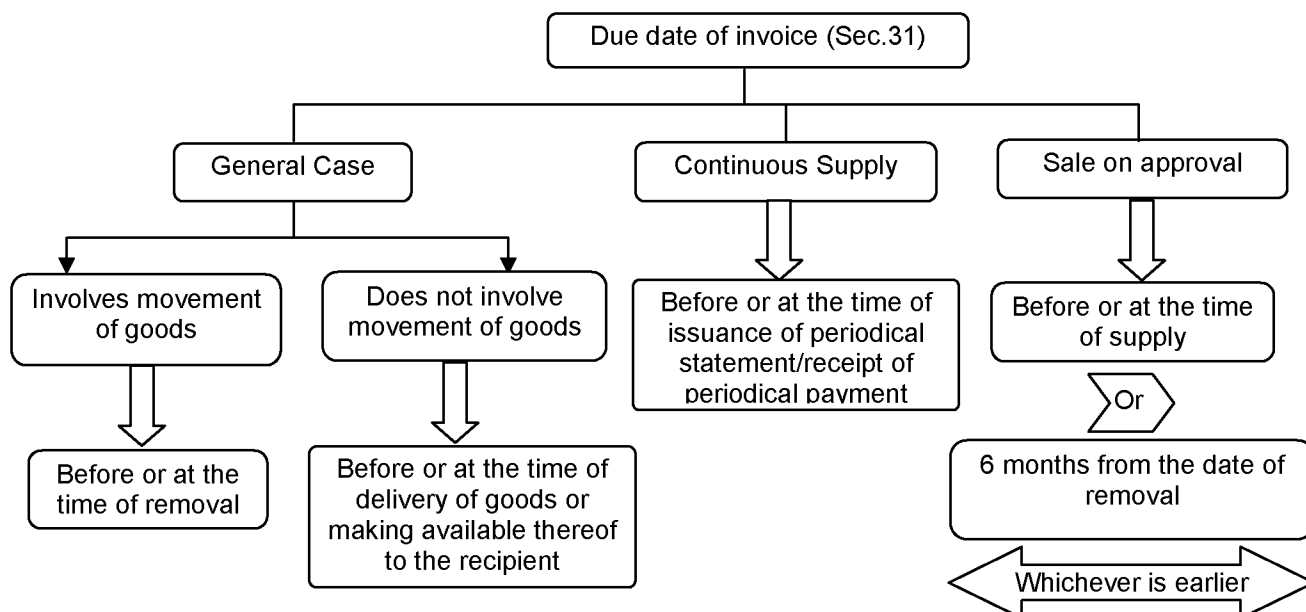 Due date of invoice (Sec.31)
General Case
Continuous Supply
Sale on approval
Involves movement
of goods
Does not involve
movement of goods
Before or at the time of
issuance of periodical
statement/receipt of
periodical payment
Before or at the time
of supply
Or
Before or at the
time of removal
Before or at the time of
delivery of goods or
making available thereof
to the recipient
6 months from the date of
removal
Whichever is earlier